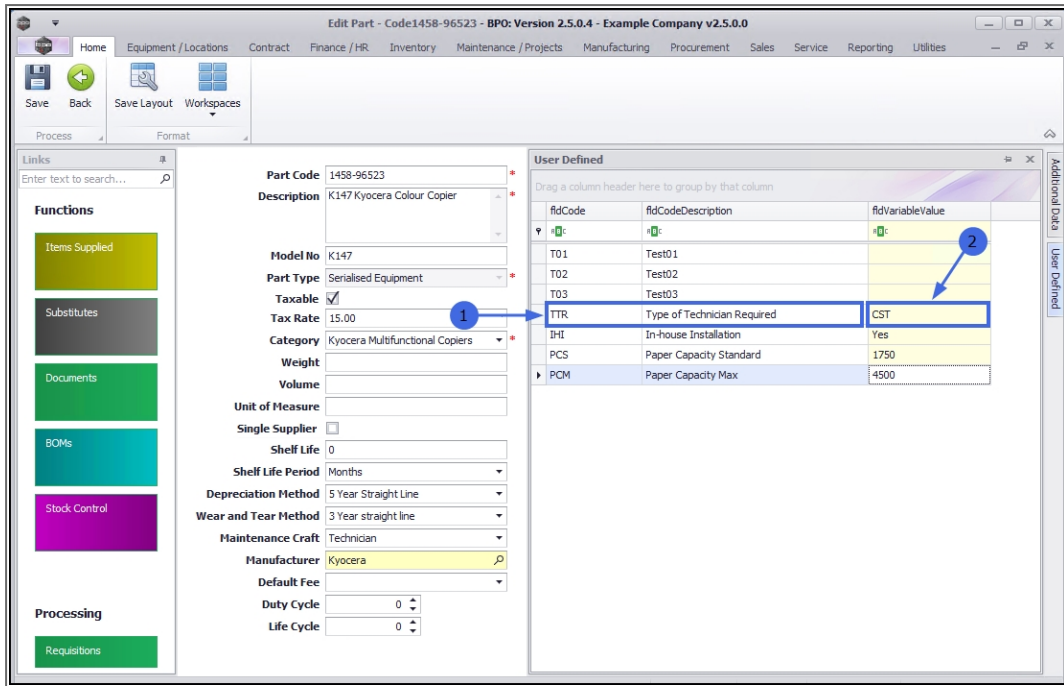 Edit Part - Code1458-96523 - BPO: Version 2.5.0.4 - Example Company v2.5.0.0
Home Equipment / Locations Contract Finance / HR Inventory Maintenance / Projects Manufacturing Procurement Sales Service Reporting Utilities
Save Back Save Layout Workspaces
Process Format
Links
Enter text to search...
Functions
Items Supplied
Substitutes
Documents
BOMs
Stock Control
Processing
Requisitions
Part Code 1458-96523 *
Description K147 Kyocera Colour Copier *
Model No K147
Part Type Serialised Equipment *
Taxable
Tax Rate 15.00
Category Kyocera Multifunctional Copiers *
Weight
Volume
Unit of Measure
Single Supplier
Shelf Life 0
Shelf Life Period Months
Depreciation Method 5 Year Straight Line
Wear and Tear Method 3 Year straight line
Maintenance Craft Technician
Manufacturer Kyocera
Default Fee
Duty Cycle 0
Life Cycle 0
User Defined
Drag a column header here to group by that column
fldCode fldCodeDescription fldVariableValue
T01 Test01
T02 Test02
T03 Test03
TTR Type of Technician Required CST
IHI In-house Installation Yes
PCS Paper Capacity Standard 1750
PCM Paper Capacity Max 4500
1
2
Additional Data
User Defined